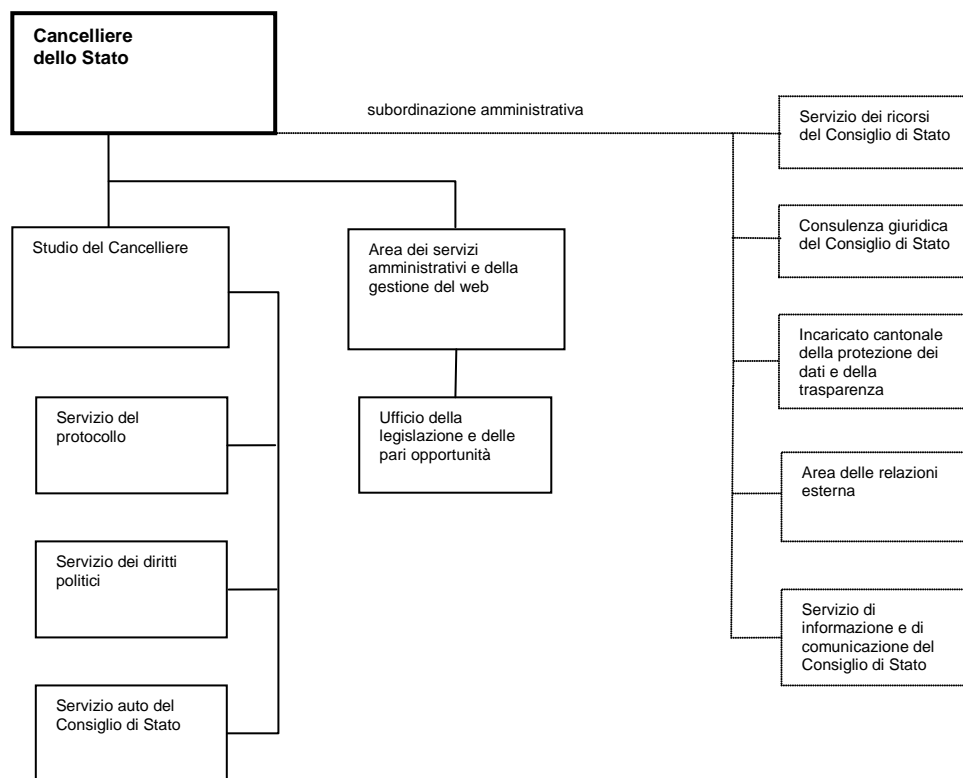 Cancelliere
dello Stato
subordinazione amministrativa
Servizio dei ricorsi
del Consiglio di Stato
Studio del Cancelliere
Area dei servizi
amministrativi e della
gestione del web
Consulenza giuridica
del Consiglio di Stato
Incaricato cantonale
della protezione dei
dati e della
trasparenza
Servizio del
protocollo
Ufficio della
legislazione e delle
pari opportunità
Area delle relazioni
esterna
Servizio dei diritti
politici
Servizio di
informazione e di
comunicazione del
Consiglio di Stato
Servizio auto del
Consiglio di Stato